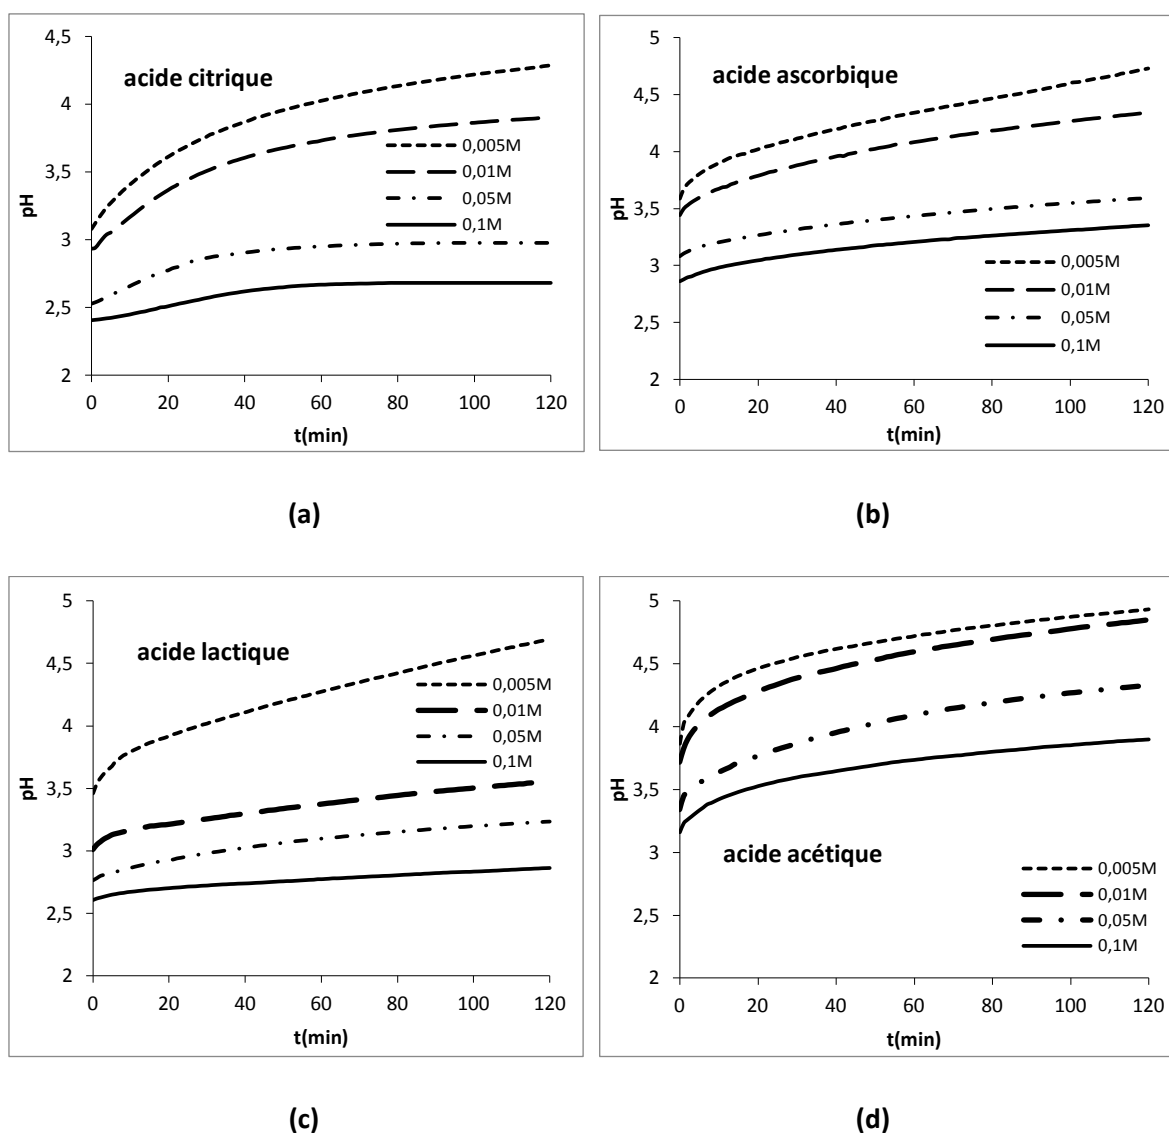 4,5
acide citrique
4
3,5
0,005M
0,01M
pH
0,05M
3
0,1M
2,5
2
0 20 40 60 80 100 120
t(min)
(a)
5
acide ascorbique
4,5
4
3,5
pH
3
0,005M
0,01M
2,5
0,05M
0,1M
2
0 20 40 60 80 100 120
t(min)
(b)
5
acide lactique
4,5
0,005M
0,01M
4
0,05M
0,1M
3,5
pH
3
2,5
2
0 20 40 60 80 100 120
t(min)
(c)
5
4,5
4
3,5
pH
3
acide acétique
0,005M
0,01M
2,5
0,05M
0,1M
2
0 20 40 60 80 100 120
t(min)
(d)